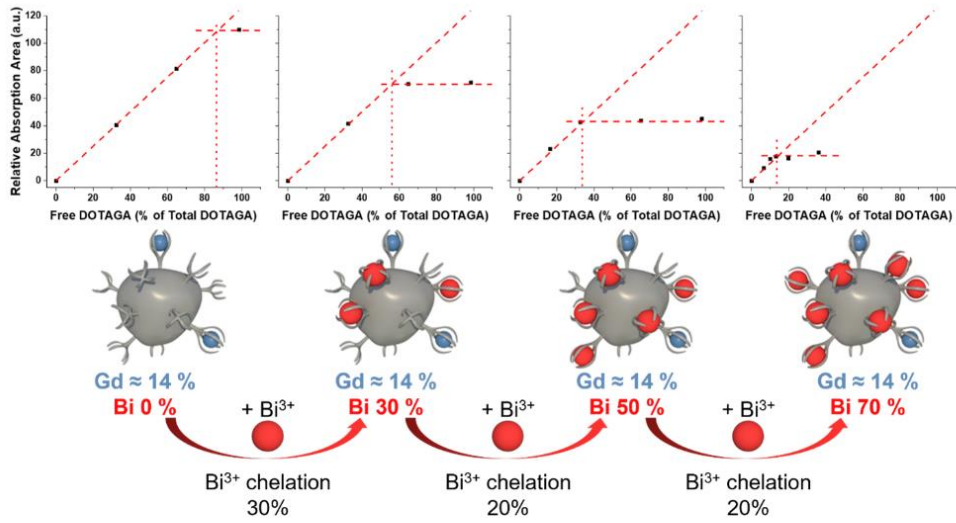 Relative Absorption Area (a.u.)
120
100
80
60
40
20
0
0 20 40 60 80 100
0 20 40 60 80 100
0 20 40 60 80 100
0 20 40 60 80 100
Free DOTAGA (% of Total DOTAGA)
Free DOTAGA (% of Total DOTAGA)
Free DOTAGA (% of Total DOTAGA)
Free DOTAGA (% of Total DOTAGA)
Gd ≈ 14 %
Gd ≈ 14 %
Gd ≈ 14 %
Gd ≈ 14 %
Bi 0 %
+ Bi³⁺
Bi 30 %
+ Bi³⁺
Bi 50 %
+ Bi³⁺
Bi 70 %
Bi³⁺ chelation
30%
Bi³⁺ chelation
20%
Bi³⁺ chelation
20%